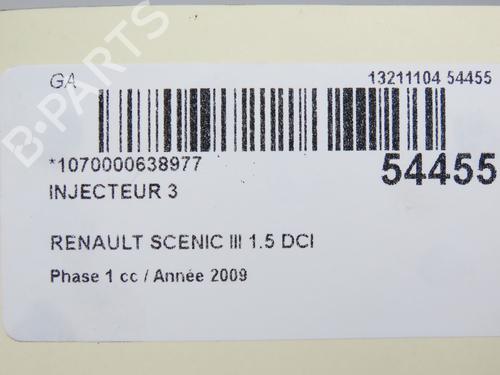 GA
13211104 54455
*1070000638977
54455
INJECTEUR 3
RENAULT SCENIC III 1.5 DCI
Phase 1 cc / Année 2009
B-PARTS